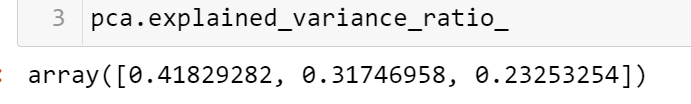 3 pca.explained_variance_ratio_
: array([0.41829282, 0.31746958, 0.23253254])